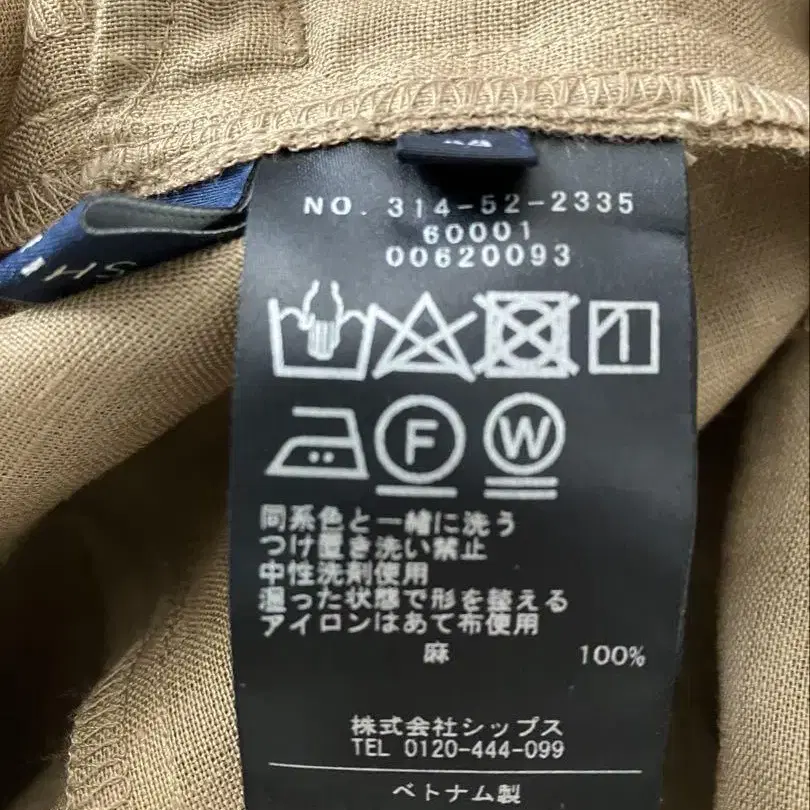 NO. 314-52-2335
60001
00620093
F
W
同系色と一緒に洗う
つけ置き洗い禁止
中性洗剤使用
湿った状態で形を整える
アイロンはあて布使用
麻 100%
株式会社シップス
TEL 0120-444-099
ベトナム製